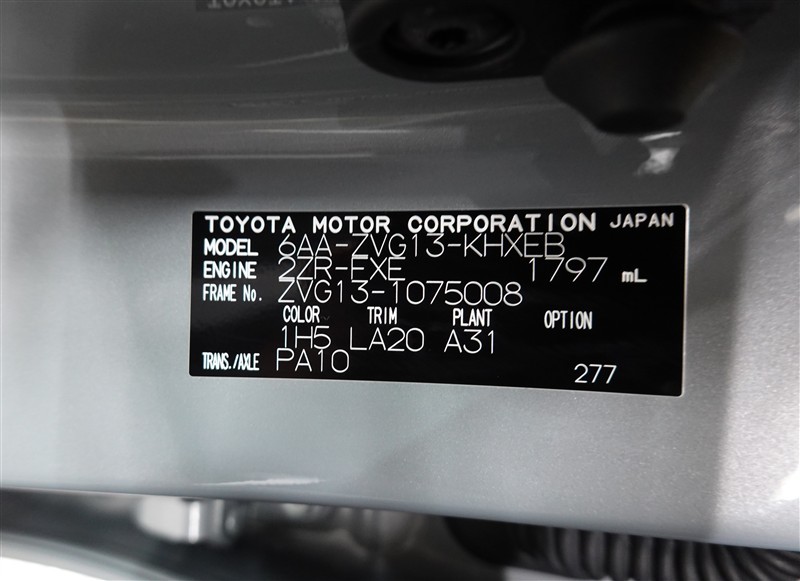 TOYOTA MOTOR CORPORATION JAPAN
MODEL 6AA-ZVG13-KHXEB
ENGINE 2ZR-EXE 1797 mL
FRAME No. ZVG13-1075008
COLOR TRIM PLANT OPTION
1H5 LA20 A31
TRANS./AXLE PA10
277